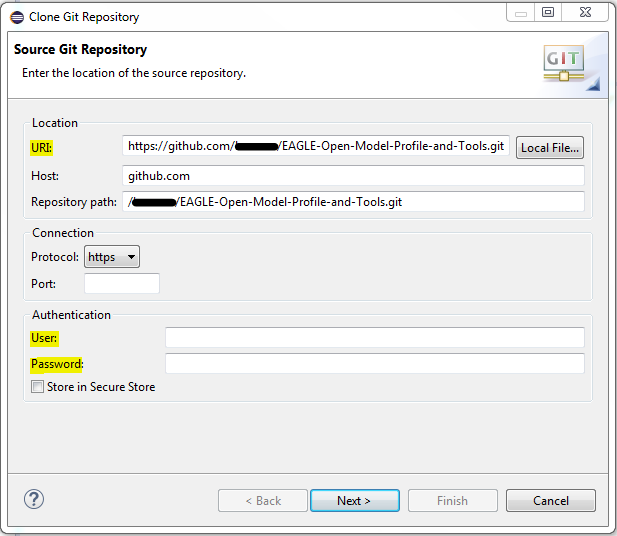 Clone Git Repository
Source Git Repository
Enter the location of the source repository.
GIT
Location
URI: https://github.com/ /EAGLE-Open-Model-Profile-and-Tools.git Local File...
Host: github.com
Repository path: / /EAGLE-Open-Model-Profile-and-Tools.git
Connection
Protocol: https
Port:
Authentication
User:
Password:
Store in Secure Store
? < Back Next > Finish Cancel